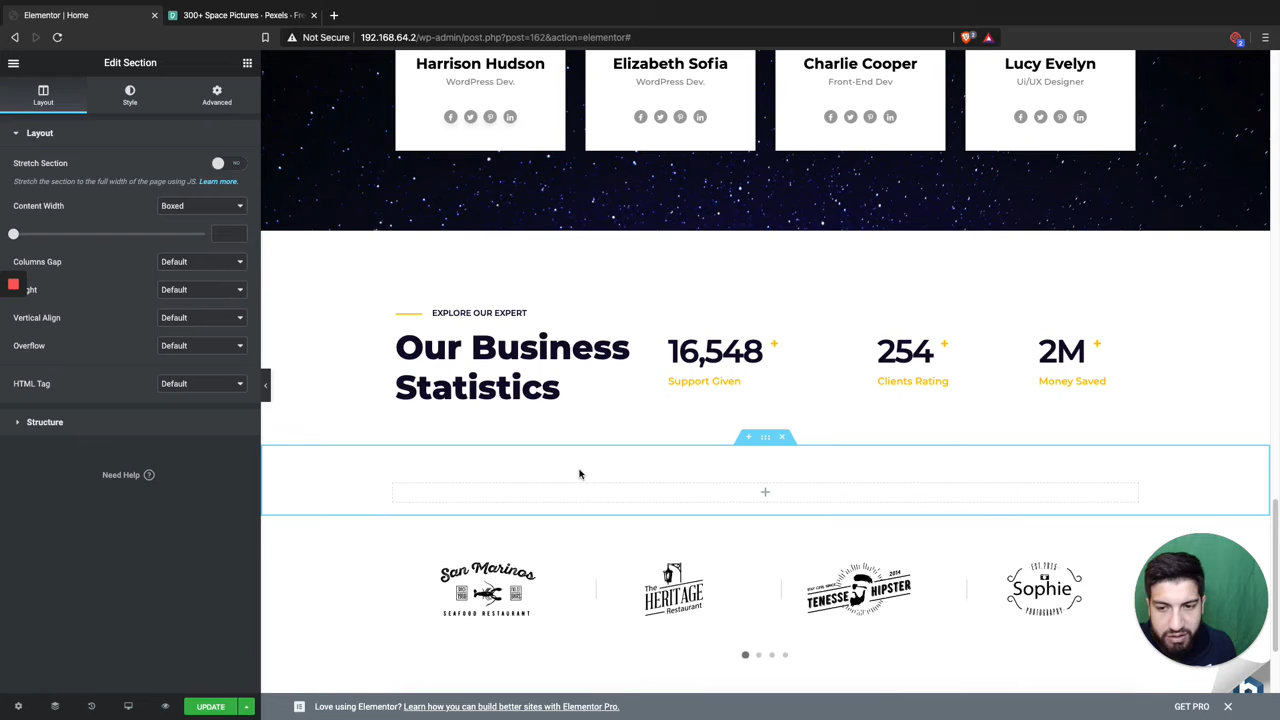 Elementor | Home
300+ Space Pictures · Pexels · Fre
Not Secure
192.168.64.2/wp-admin/post.php?post=162&action=elementor#
Edit Section
Layout
Style
Advanced
Layout
Stretch Section
NO
Stretch the section to the full width of the page using JS. Learn more.
Content Width
Boxed
Columns Gap
Default
Default
Vertical Align
Default
Overflow
Default
HTML Tag
Default
Structure
Need Help
UPDATE
Harrison Hudson
WordPress Dev.
Elizabeth Sofia
WordPress Dev.
Charlie Cooper
Front-End Dev
Lucy Evelyn
Ui/UX Designer
EXPLORE OUR EXPERT
Our Business
Statistics
16,548 +
Support Given
254 +
Clients Rating
2M +
Money Saved
San Marinos
SEAFOOD RESTAURANT
The
HERITAGE
Restaurant
2014
TENESSE HIPSTER
Sophie
PHOTOGRAPHY
Love using Elementor? Learn how you can build better sites with Elementor Pro.
GET PRO